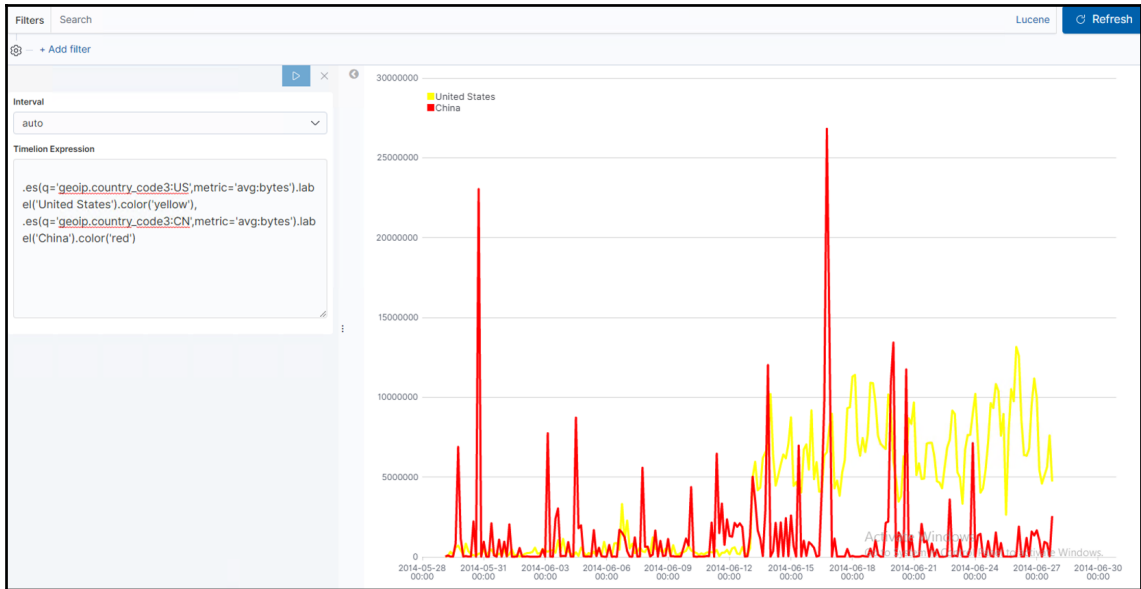 Filters Search Lucene Refresh
+ Add filter
Interval
auto
Timelion Expression
.es(q='geoip.country_code3:US',metric='avg:bytes').lab
el('United States').color('yellow'),
.es(q='geoip.country_code3:CN',metric='avg:bytes').lab
el('China').color('red')
30000000
United States
China
25000000
20000000
15000000
10000000
5000000
0
2014-05-28 2014-05-31 2014-06-03 2014-06-06 2014-06-09 2014-06-12 2014-06-15 2014-06-18 2014-06-21 2014-06-24 2014-06-27 2014-06-30
00:00 00:00 00:00 00:00 00:00 00:00 00:00 00:00 00:00 00:00 00:00 00:00
Windows.